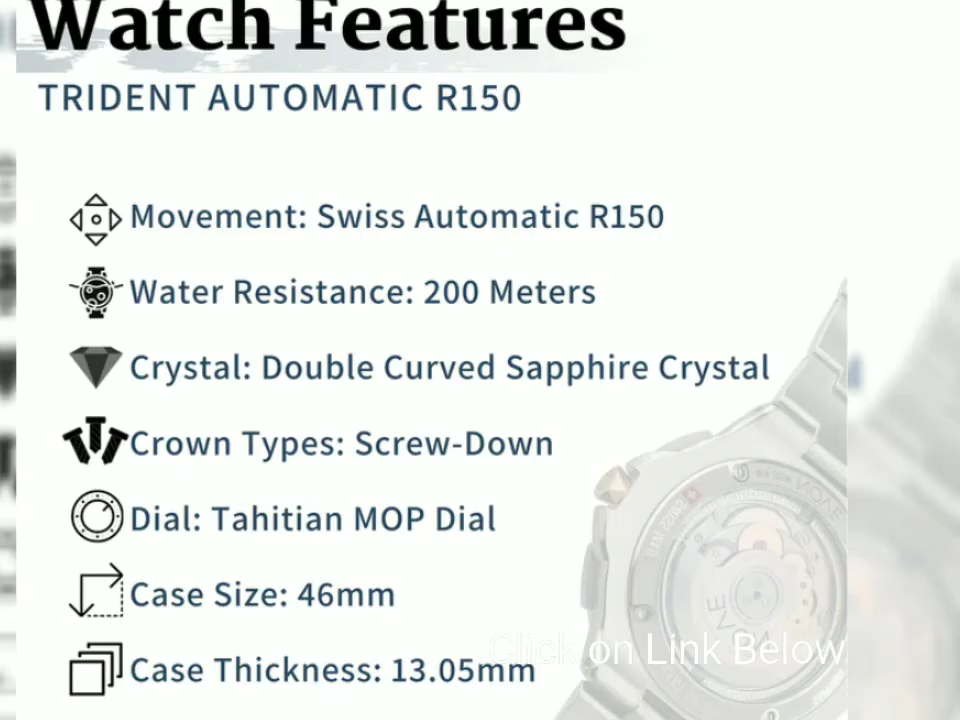 Watch Features
TRIDENT AUTOMATIC R150
Movement: Swiss Automatic R150
Water Resistance: 200 Meters
Crystal: Double Curved Sapphire Crystal
Crown Types: Screw-Down
Dial: Tahitian MOP Dial
Case Size: 46mm
Case Thickness: 13.05mm
Click on Link Below